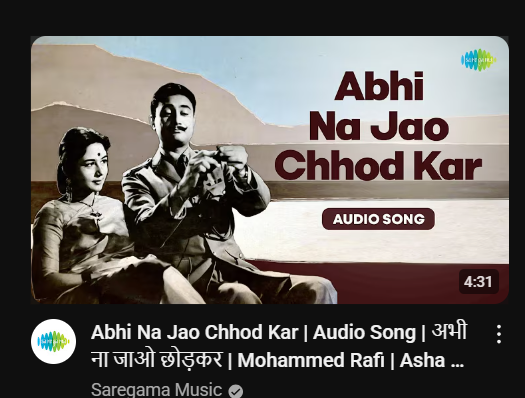 SAREGAMA
Abhi
Na Jao
Chhod Kar
AUDIO SONG
4:31
Abhi Na Jao Chhod Kar | Audio Song | अभी
ना जाओ छोड़कर | Mohammed Rafi | Asha ...
Saregama Music